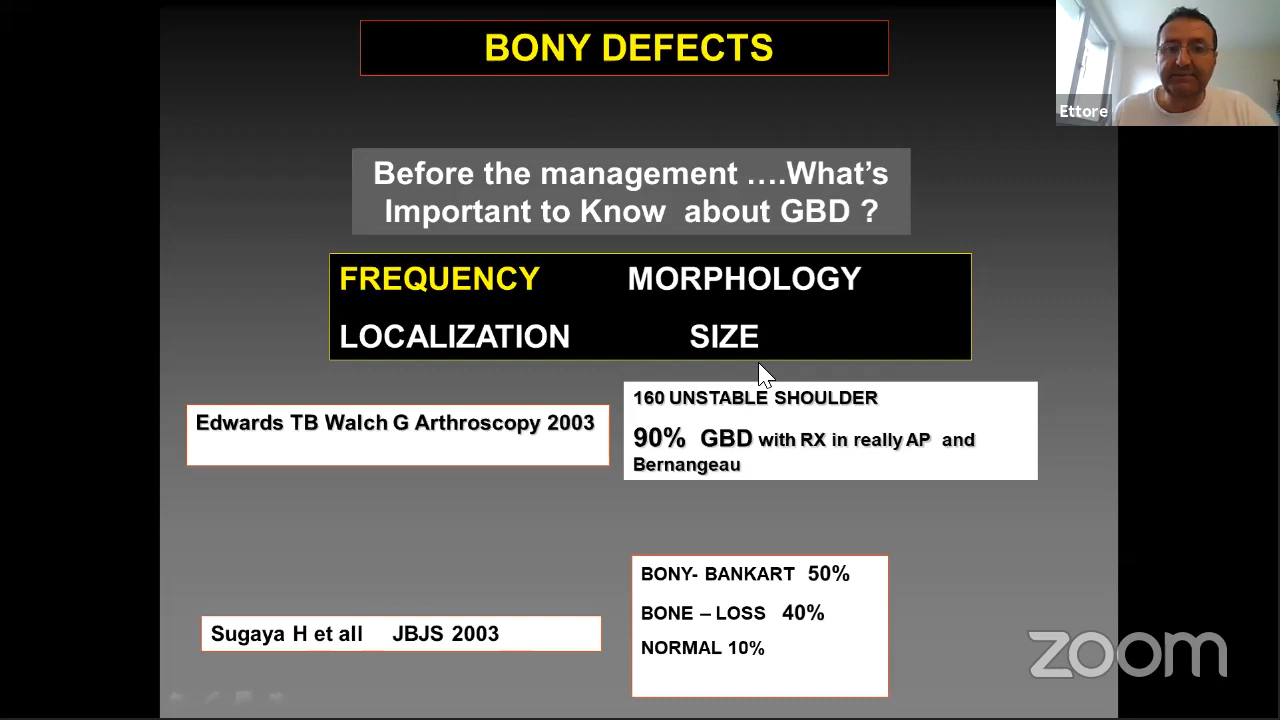 BONY DEFECTS
Ettore
Before the management ….What’s
Important to Know about GBD ?
FREQUENCY MORPHOLOGY
LOCALIZATION SIZE
Edwards TB Walch G Arthroscopy 2003
160 UNSTABLE SHOULDER
90% GBD with RX in really AP and
Bernangeau
Sugaya H et all JBJS 2003
BONY- BANKART 50%
BONE – LOSS 40%
NORMAL 10%
zoom